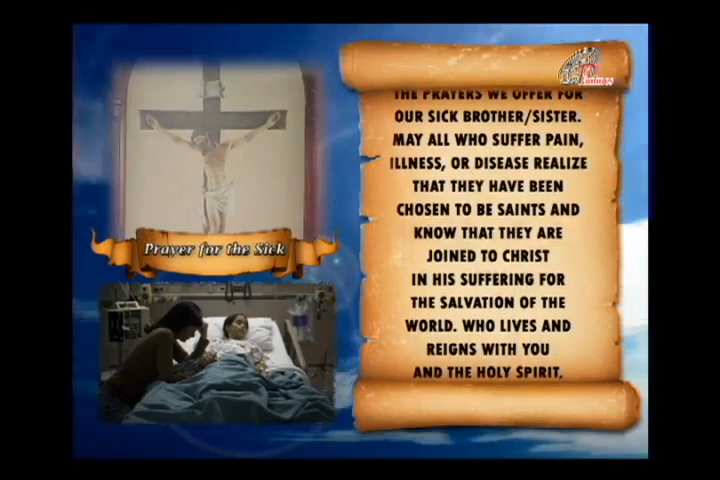 Prayer for the Sick
THE PRAYERS WE OFFER FOR
OUR SICK BROTHER/SISTER.
MAY ALL WHO SUFFER PAIN,
ILLNESS, OR DISEASE REALIZE
THAT THEY HAVE BEEN
CHOSEN TO BE SAINTS AND
KNOW THAT THEY ARE
JOINED TO CHRIST
IN HIS SUFFERING FOR
THE SALVATION OF THE
WORLD. WHO LIVES AND
REIGNS WITH YOU
AND THE HOLY SPIRIT,